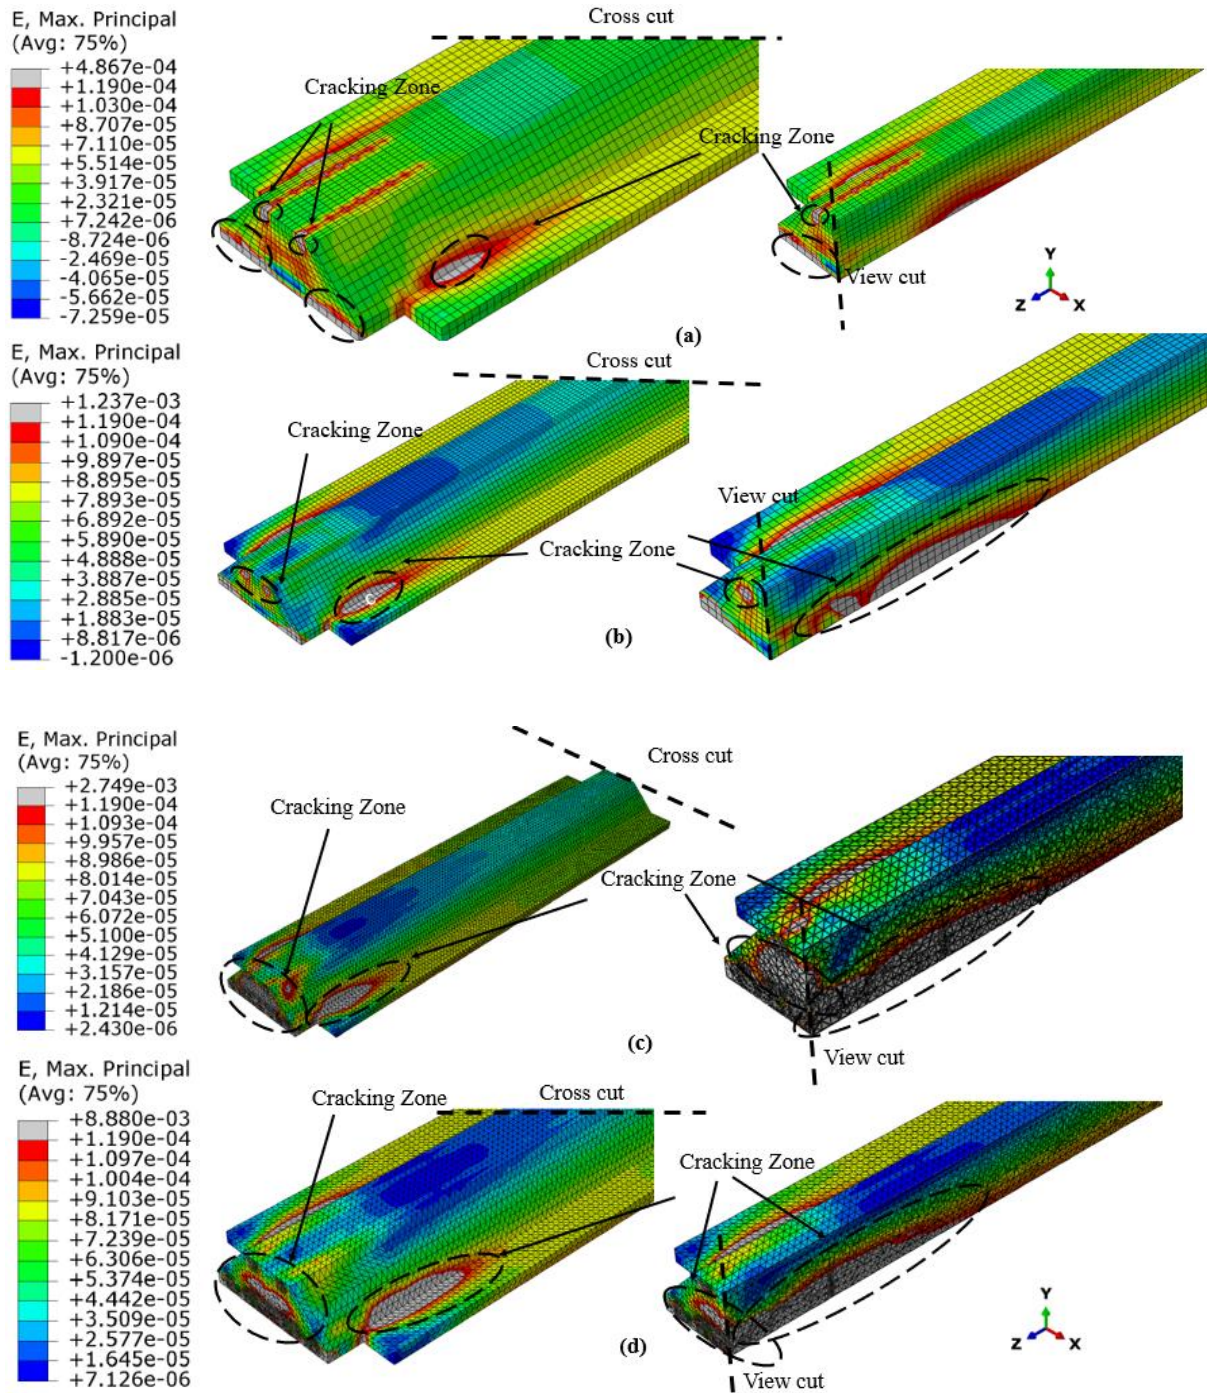 E, Max. Principal
(Avg: 75%)
+4.867e-04
+1.190e-04
+1.030e-04
+8.707e-05
+7.110e-05
+5.514e-05
+3.917e-05
+2.321e-05
+7.242e-06
-8.724e-06
-2.469e-05
-4.065e-05
-5.662e-05
-7.259e-05
Cross cut
Cracking Zone
Cracking Zone
View cut
Y
Z
X
(a)
E, Max. Principal
(Avg: 75%)
+1.237e-03
+1.190e-04
+1.090e-04
+9.897e-05
+8.895e-05
+7.893e-05
+6.892e-05
+5.890e-05
+4.888e-05
+3.887e-05
+2.885e-05
+1.883e-05
+8.817e-06
-1.200e-06
Cross cut
Cracking Zone
View cut
Cracking Zone
C
(b)
E, Max. Principal
(Avg: 75%)
+2.749e-03
+1.190e-04
+1.093e-04
+9.957e-05
+8.986e-05
+8.014e-05
+7.043e-05
+6.072e-05
+5.100e-05
+4.129e-05
+3.157e-05
+2.186e-05
+1.214e-05
+2.430e-06
Cross cut
Cracking Zone
Cracking Zone
(c)
View cut
E, Max. Principal
(Avg: 75%)
+8.880e-03
+1.190e-04
+1.097e-04
+1.004e-04
+9.103e-05
+8.171e-05
+7.239e-05
+6.306e-05
+5.374e-05
+4.442e-05
+3.509e-05
+2.577e-05
+1.645e-05
+7.126e-06
Cracking Zone
Cross cut
Cracking Zone
Y
Z
X
(d)
View cut